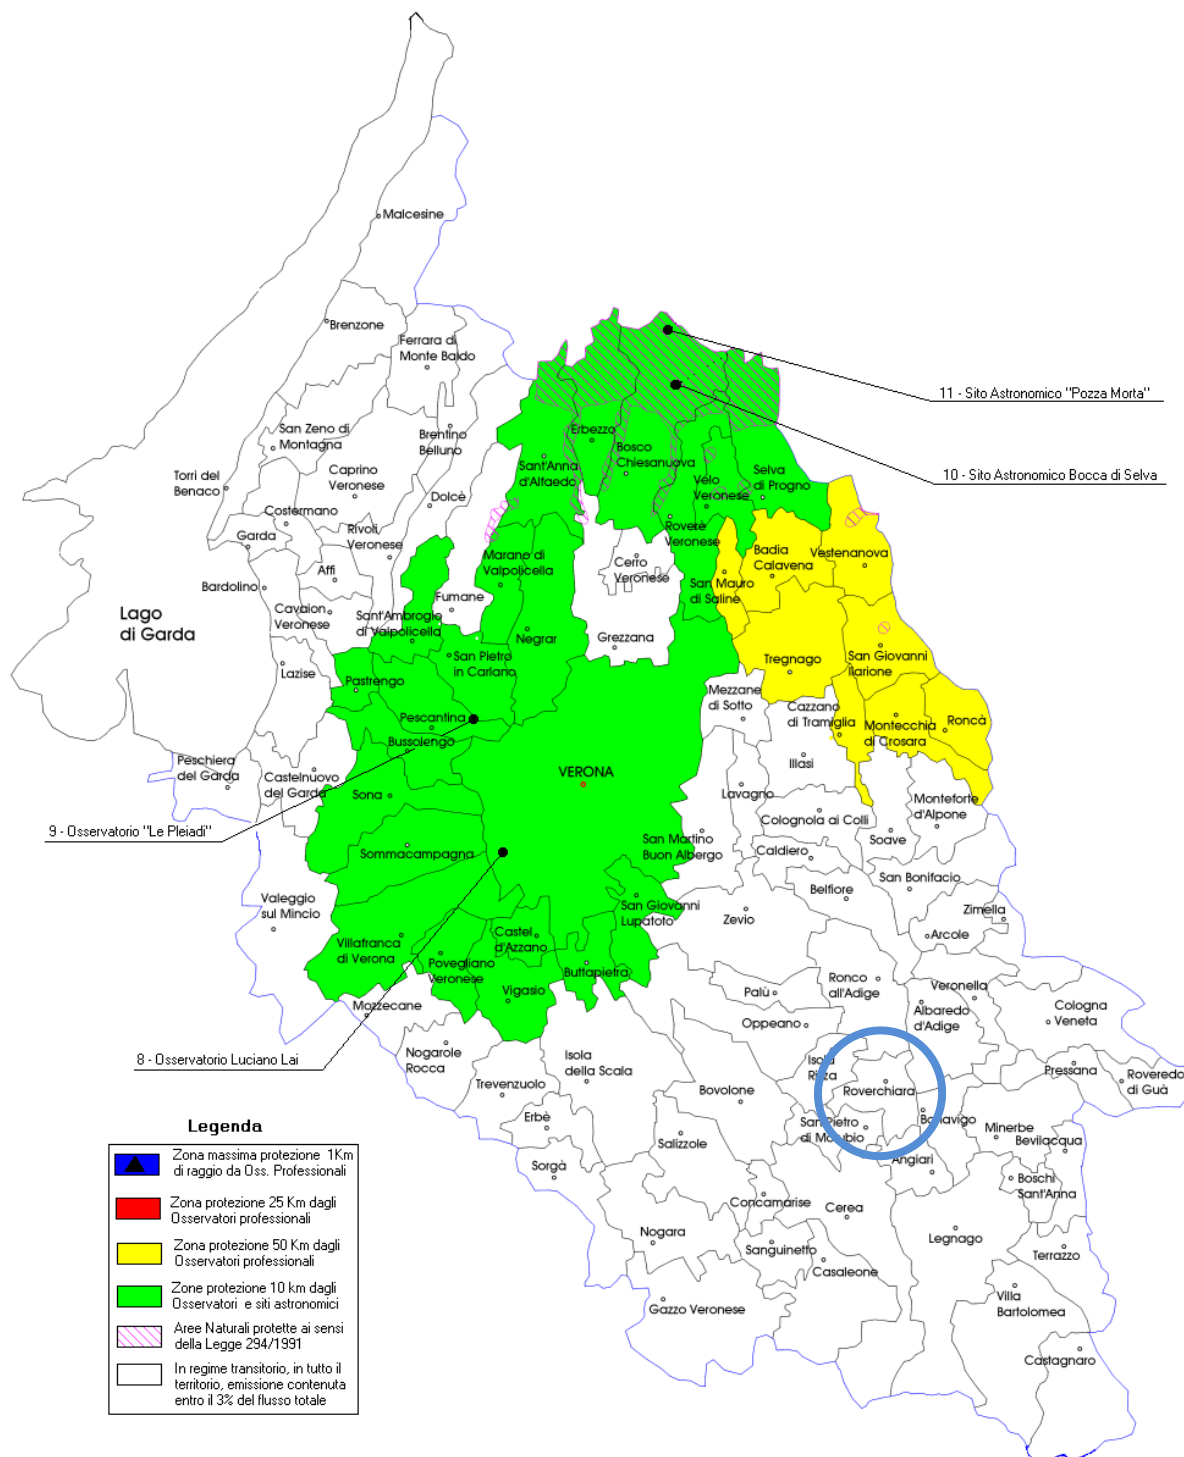 Malcesine
Brenzone
Ferrara di
Monte Baldo
11 - Sito Astronomico "Pozza Morta"
San Zeno di
Montagna
Brentino
Belluno
Erbezzo
Bosco
Chiesanuova
Sant'Anna
d'Alfaedo
10 - Sito Astronomico Bocca di Selva
Torri del
Benaco
Caprino
Veronese
Dolcè
Velo
Veronese
Selva
di Progno
Costermano
Garda
Rivoli
Veronese
Roverè
Veronese
Marane di
Valpolicella
Cerro
Veronese
Badia
Calavena
Vestenanova
Affi
Bardolino
Fumane
San Mauro
di Saline
Lago
di Garda
Cavaion
Veronese
Sant'Ambrogio
di Valpolicella
Negrar
Grezzana
San Pietro
in Cariano
San Giovanni
Ilarione
Lazise
Tregnago
Pastrengo
Mezzane
di Sotto
Cazzano
di Tramiglia
Pescantina
Montecchia
di Crosara
Roncà
Bussolengo
Peschiera
del Garda
Castelnuovo
del Garda
VERONA
Illasi
Sona
Lavagno
Monteforte
d'Alpone
9 - Osservatorio "Le Pleiadi"
Colognola ai Colli
Soave
San Martino
Buon Albergo
Sommacampagna
Caldiero
San Bonifacio
Belfiore
Valeggio
sul Mincio
San Giovanni
Lupatoto
Zevio
Zimella
Arcole
Villafranca
di Verona
Castel
d'Azzano
Povegliano
Veronese
Buttapietra
Vigasio
Ronco
all'Adige
Palù
Veronella
Mozzecane
Albaredo
d'Adige
Cologna
Veneta
Oppeano
8 - Osservatorio Luciano Lai
Nogarole
Rocca
Isola
della Scala
Isola
Rizza
Pressana
Roveredo
di Guà
Trevenzuolo
Bovolone
Roverchiara
Erbè
San Pietro
di Morubio
Bonavigo
Minerbe
Bevilacqua
Salizzole
Sorgà
Angiari
Boschi
Sant'Anna
Concamarise
Cerea
Nogara
Sanguinetto
Legnago
Terrazzo
Casaleone
Gazzo Veronese
Villa
Bartolomea
Castagnaro
Legenda
Zona massima protezione 1Km
di raggio da Oss. Professionali
Zona protezione 25 Km dagli
Osservatori professionali
Zona protezione 50 Km dagli
Osservatori professionali
Zone protezione 10 km dagli
Osservatori e siti astronomici
Aree Naturali protette ai sensi
della Legge 294/1991
In regime transitorio, in tutto il
territorio, emissione contenuta
entro il 3% del flusso totale